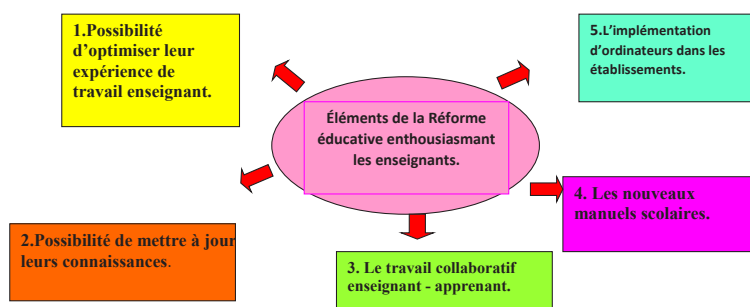 Éléments de la Réforme
éducative enthousiasmant
les enseignants.
1.Possibilité
d'optimiser leur
expérience de
travail enseignant.
2.Possibilité de mettre à jour
leurs connaissances.
3. Le travail collaboratif
enseignant - apprenant.
4. Les nouveaux
manuels scolaires.
5.L'implémentation
d'ordinateurs dans les
établissements.